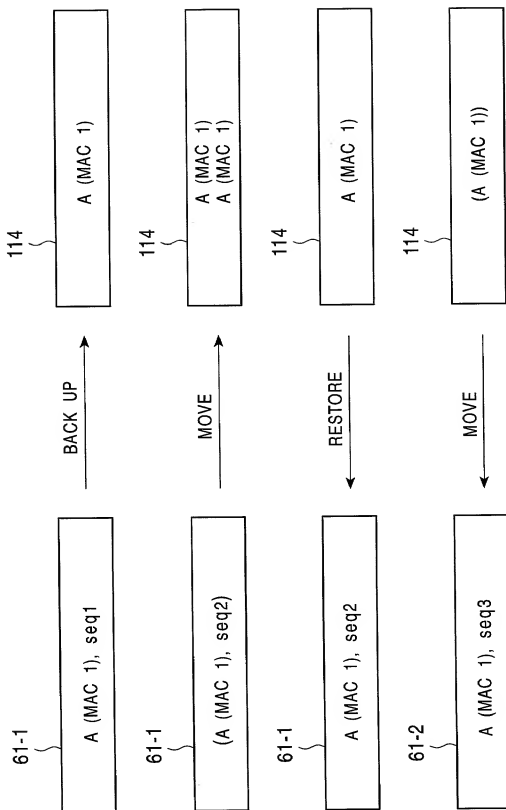 61-1
A (MAC 1), seq1
BACK UP
114
A (MAC 1)
61-1
(A (MAC 1), seq2)
MOVE
114
A (MAC 1)
A (MAC 1)
61-1
A (MAC 1), seq2
RESTORE
114
A (MAC 1)
61-2
A (MAC 1), seq3
MOVE
114
(A (MAC 1))